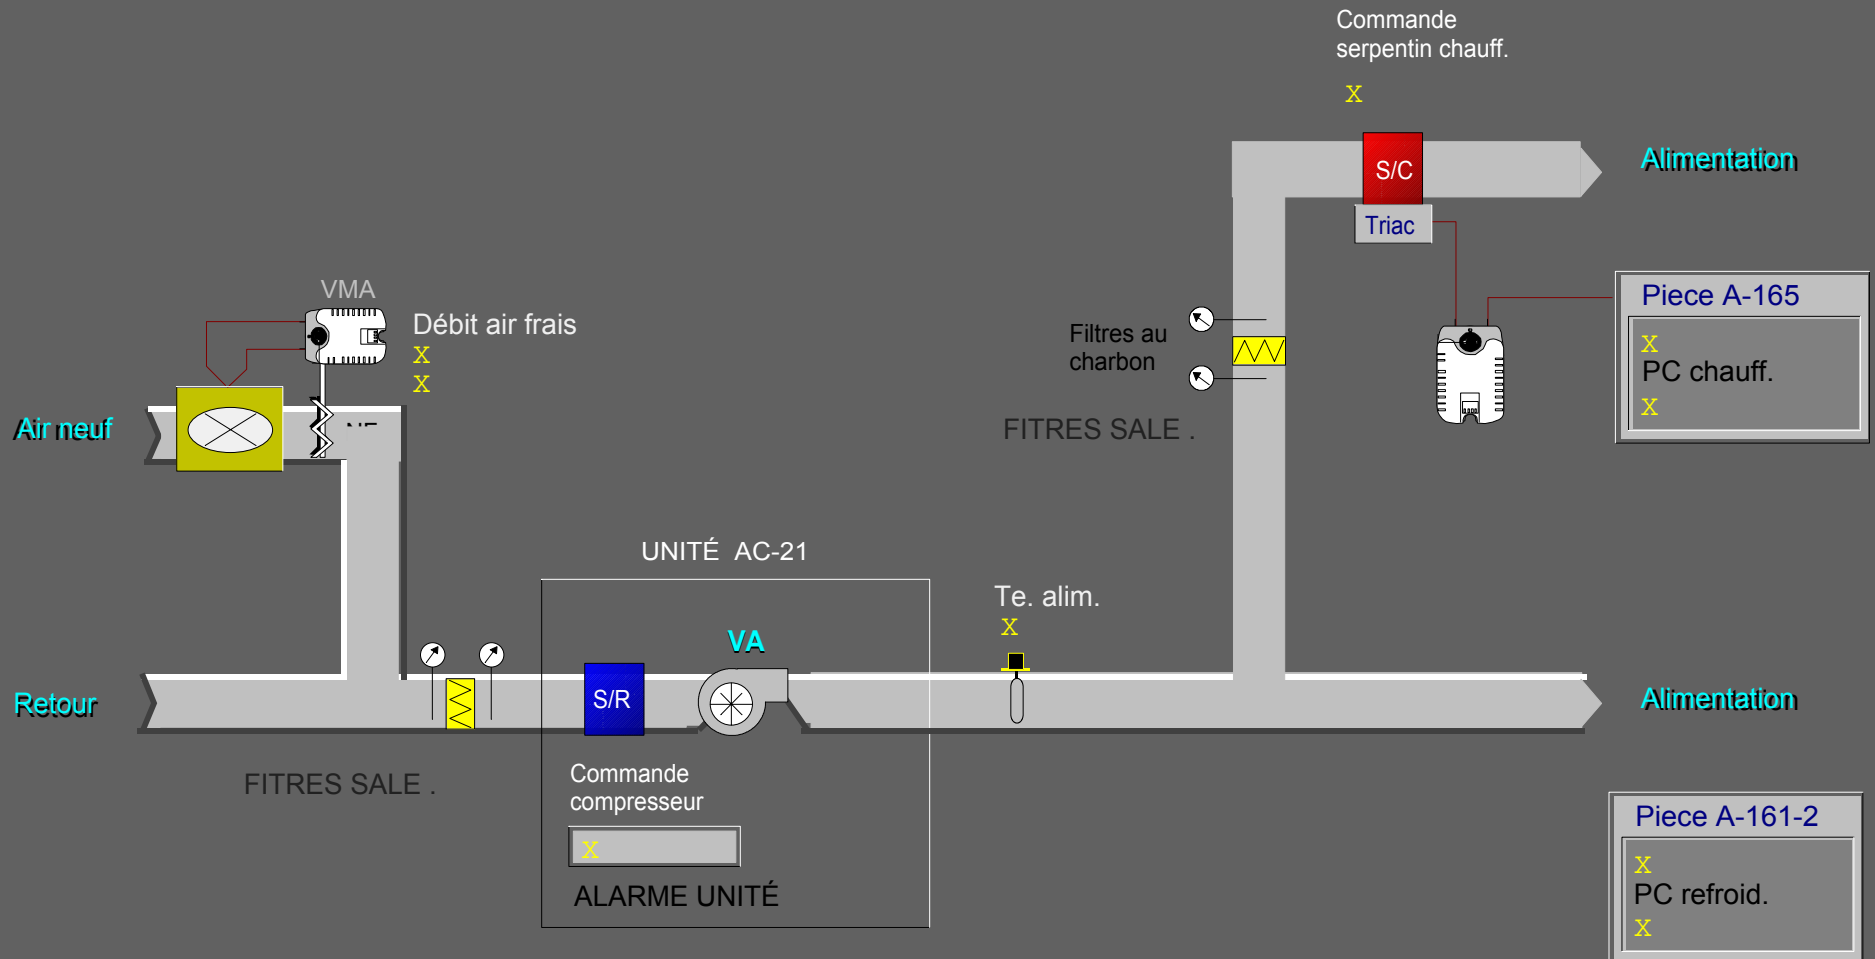 Commande
serpentin chauff.
X
S/C
Alimentation
Triac
VMA
Débit air frais
X
X
Piece A-165
X
PC chauff.
X
Filtres au
charbon
FITRES SALE .
Air neuf
UNITÉ AC-21
Te. alim.
X
VA
Retour
S/R
Alimentation
FITRES SALE .
Commande
compresseur
X
ALARME UNITÉ
Piece A-161-2
X
PC refroid.
X